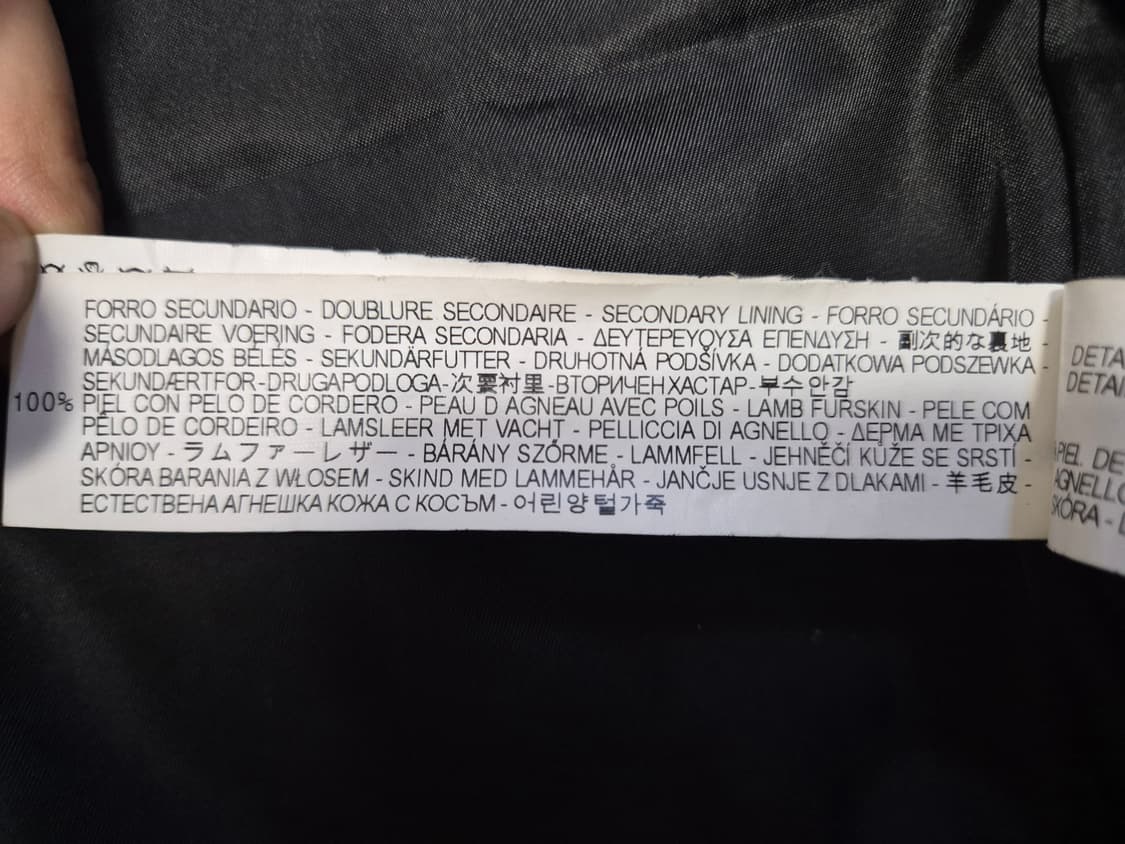 FORRO SECUNDARIO - DOUBLURE SECONDAIRE - SECONDARY LINING - FORRO SECUNDÁRIO -
SECUNDAIRE VOERING - FODERA SECONDARIA - ΔΕΥΤΕΡΕΥΟΥΣΑ ΕΠΕΝΔΥΣΗ - 副次的な裏地 -
MÁSODLAGOS BÉLÉS - SEKUNDÄRFUTTER - DRUHOTNÁ PODŠÍVKA - DODATKOWA PODSZEWKA -
SEKUNDÆRTFOR-DRUGAPODLOGA-次要衬里-ВТОРИЧЕН ХАСТАР-부수안감
100% PIEL CON PELO DE CORDERO - PEAU D AGNEAU AVEC POILS - LAMB FURSKIN - PELE COM
PÊLO DE CORDEIRO - LAMSLEER MET VACHT - PELLICCIA DI AGNELLO - ΔΕΡΜΑ ΜΕ ΤΡΙΧΑ
ΑΡΝΙΟΥ - ラムファーレザー - BÁRÁNY SZŐRME - LAMMFELL - JEHNĚČÍ KŮŽE SE SRSTÍ -
SKÓRA BARANIA Z WŁOSEM - SKIND MED LAMMEHÅR - JANČJE USNJE Z DLAKAMI - 羊毛皮 -
ЕСТЕСТВЕНА АГНЕШКА КОЖА С КОСЪМ - 어린양털가죽
DETA
DETAI
PIEL DE
AGNELLO
SKÓRA -